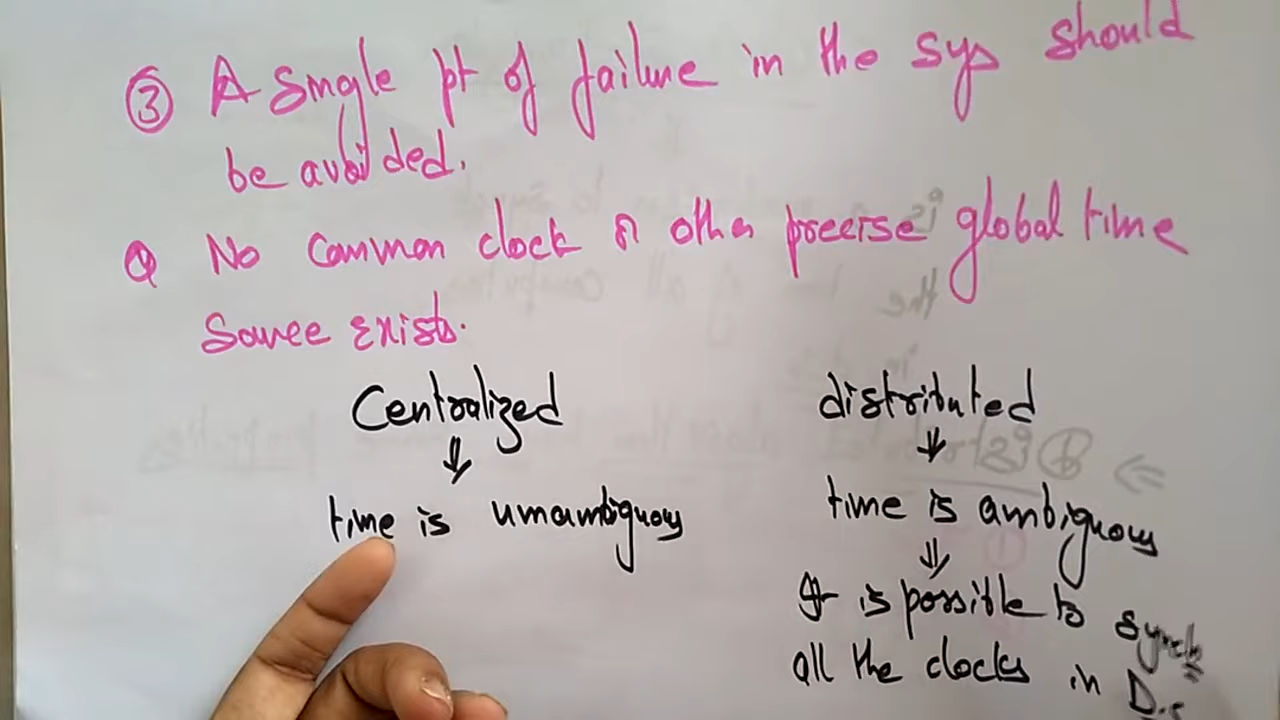 ③ A single pt of failure in the sys should
be avoided.
④ No common clock or other precise global time
source exists.
Centralized
distributed
⇓
⇓
time is unambiguous
time is ambiguous
⇓
It is possible to synch
all the clocks in D.S